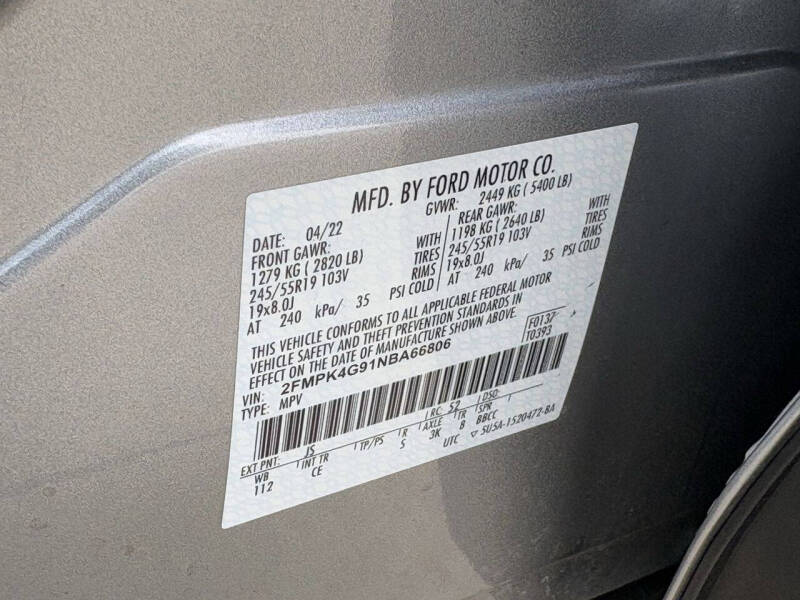 MFD. BY FORD MOTOR CO.
DATE: 04/22 GVWR: 2449 KG ( 5400 LB)
FRONT GAWR: REAR GAWR:
1279 KG ( 2820 LB) WITH 1198 KG ( 2640 LB) WITH
245/55R19 103V TIRES 245/55R19 103V TIRES
19x8.0J RIMS 19x8.0J RIMS
AT 240 kPa/ 35 PSI COLD AT 240 kPa/ 35 PSI COLD
THIS VEHICLE CONFORMS TO ALL APPLICABLE FEDERAL MOTOR
VEHICLE SAFETY AND THEFT PREVENTION STANDARDS IN
EFFECT ON THE DATE OF MANUFACTURE SHOWN ABOVE.
F0137
T0393
VIN: 2FMPK4G91NBA66806
TYPE: MPV
EXT PNT: JS RC: 52 DSO:
WB INT TR TP/PS R AXLE TR SPR
112 CE S 3K B BBCC
UTC 5U5A-1520472-BA